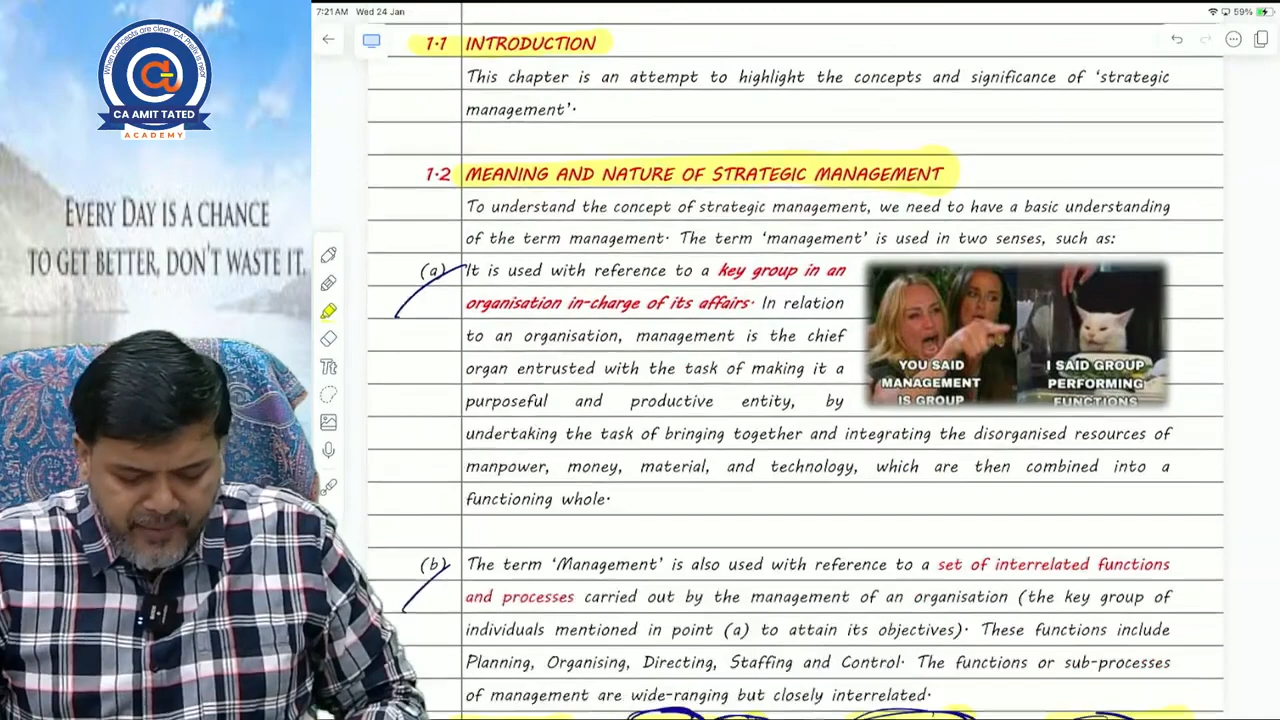 7:21AM Wed 24 Jan
59%
When concepts are clear 'CA' Prefix is near
CA AMIT TATED
ACADEMY
EVERY DAY IS A CHANCE
TO GET BETTER, DON'T WASTE IT.
1.1 INTRODUCTION
This chapter is an attempt to highlight the concepts and significance of 'strategic
management'.
1.2 MEANING AND NATURE OF STRATEGIC MANAGEMENT
To understand the concept of strategic management, we need to have a basic understanding
of the term management. The term 'management' is used in two senses, such as:
(a) It is used with reference to a key group in an
organisation in-charge of its affairs. In relation
to an organisation, management is the chief
organ entrusted with the task of making it a
purposeful and productive entity, by
undertaking the task of bringing together and integrating the disorganised resources of
manpower, money, material, and technology, which are then combined into a
functioning whole.
YOU SAID
MANAGEMENT
IS GROUP
I SAID GROUP
PERFORMING
FUNCTIONS
(b) The term 'Management' is also used with reference to a set of interrelated functions
and processes carried out by the management of an organisation (the key group of
individuals mentioned in point (a) to attain its objectives). These functions include
Planning, Organising, Directing, Staffing and Control. The functions or sub-processes
of management are wide-ranging but closely interrelated.
Tt